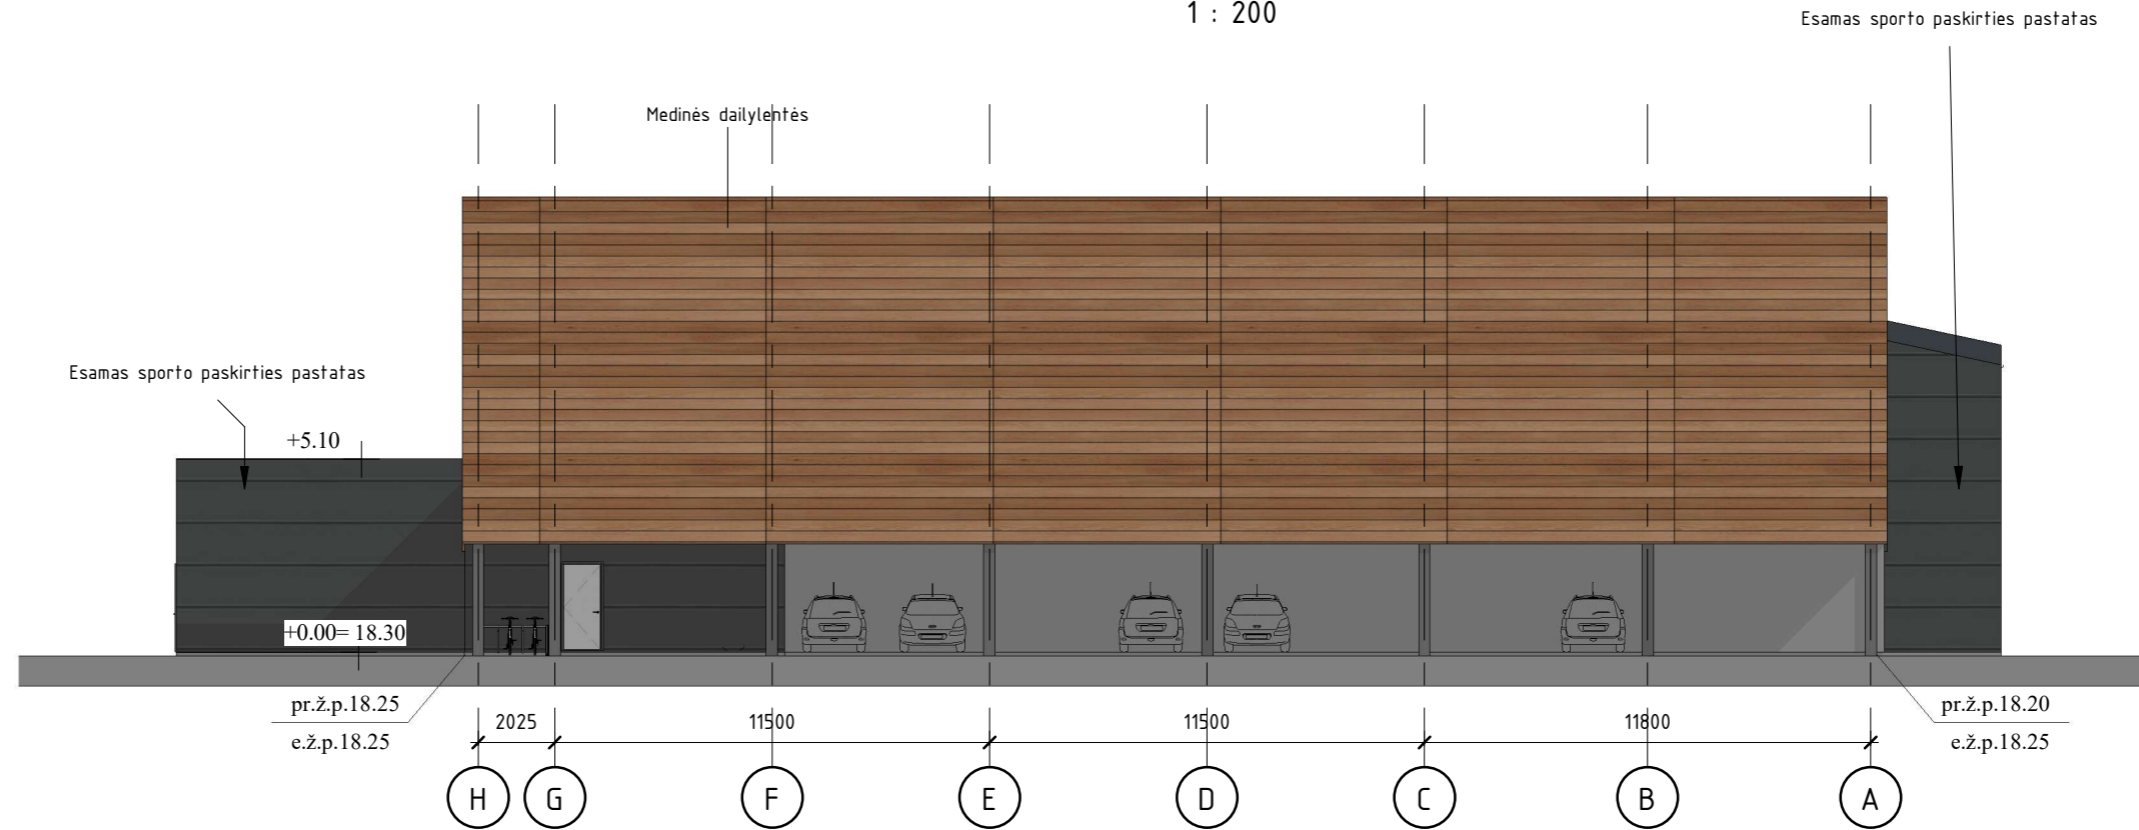 1 : 200
Esamas sporto paskirties pastatas
Medinės dailylentės
Esamas sporto paskirties pastatas
+5.10
+0.00= 18.30
pr.ž.p.18.25
e.ž.p.18.25
2025
11500
11500
11800
pr.ž.p.18.20
e.ž.p.18.25
H G F E D C B A